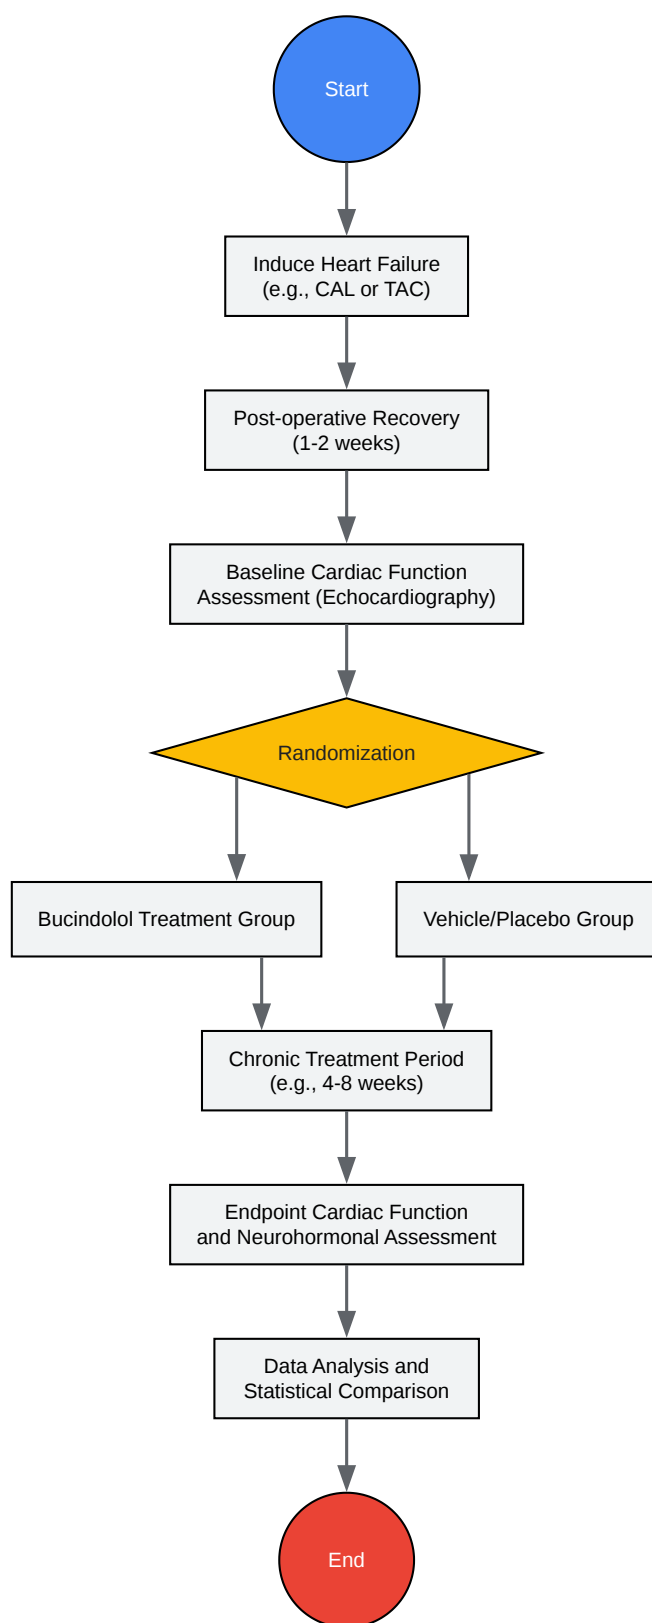 Start
Induce Heart Failure
(e.g., CAL or TAC)
Post-operative Recovery
(1-2 weeks)
Baseline Cardiac Function
Assessment (Echocardiography)
Randomization
Bucindolol Treatment Group
Vehicle/Placebo Group
Chronic Treatment Period
(e.g., 4-8 weeks)
Endpoint Cardiac Function
and Neurohormonal Assessment
Data Analysis and
Statistical Comparison
End